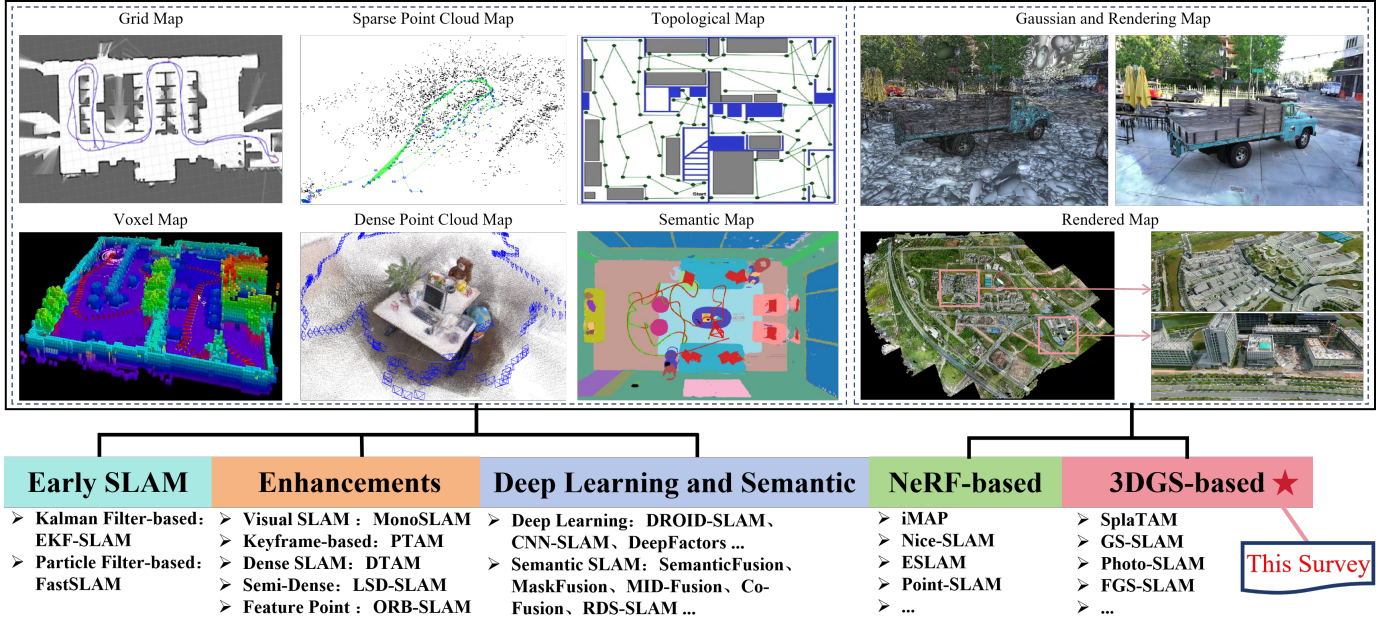 Grid Map
Sparse Point Cloud Map
Topological Map
Gaussian and Rendering Map
Start
Voxel Map
Dense Point Cloud Map
Semantic Map
Rendered Map
Early SLAM
Enhancements
Deep Learning and Semantic
NeRF-based
3DGS-based ★
➢ Kalman Filter-based:
EKF-SLAM
➢ Particle Filter-based:
FastSLAM
➢ Visual SLAM : MonoSLAM
➢ Keyframe-based: PTAM
➢ Dense SLAM: DTAM
➢ Semi-Dense: LSD-SLAM
➢ Feature Point : ORB-SLAM
➢ Deep Learning: DROID-SLAM、
CNN-SLAM、DeepFactors ...
➢ Semantic SLAM: SemanticFusion、
MaskFusion、MID-Fusion、Co-
Fusion、RDS-SLAM ...
➢ iMAP
➢ Nice-SLAM
➢ ESLAM
➢ Point-SLAM
➢ ...
➢ SplaTAM
➢ GS-SLAM
➢ Photo-SLAM
➢ FGS-SLAM
➢ ...
This Survey